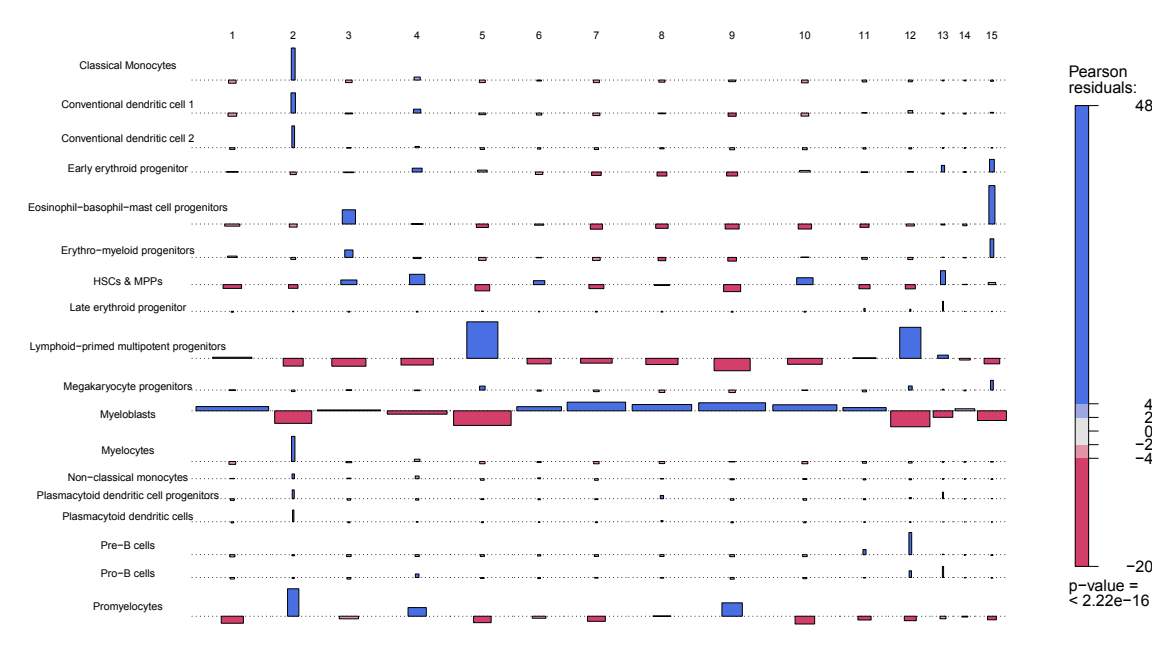 1 2 3 4 5 6 7 8 9 10 11 12 13 14 15
Classical Monocytes
Conventional dendritic cell 1
Conventional dendritic cell 2
Early erythroid progenitor
Eosinophil−basophil−mast cell progenitors
Erythro−myeloid progenitors
HSCs & MPPs
Late erythroid progenitor
Lymphoid−primed multipotent progenitors
Megakaryocyte progenitors
Myeloblasts
Myelocytes
Non−classical monocytes
Plasmacytoid dendritic cell progenitors
Plasmacytoid dendritic cells
Pre−B cells
Pro−B cells
Promyelocytes
Pearson
residuals:
48
4
2
0
−2
−4
−20
p−value =
< 2.22e−16